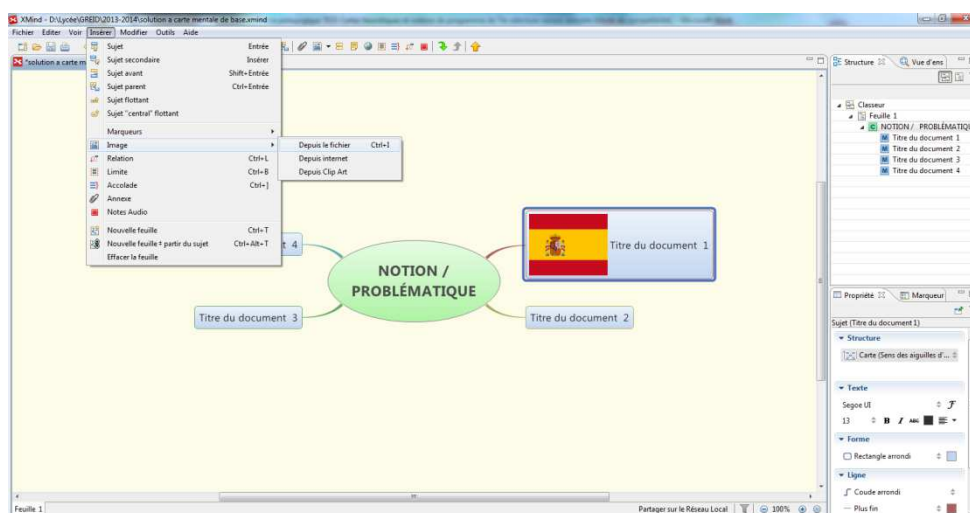 XMind - D:\Lycée\GREID\2013-2014\solution a carte mentale de base.xmind
Fichier Editer Voir Insérer Modifier Outils Aide
*solution a carte m
Sujet Entrée
Sujet secondaire Insérer
Sujet avant Shift+Entrée
Sujet parent Ctrl+Entrée
Sujet flottant
Sujet "central" flottant
Marqueurs
Image
Relation Ctrl+L
Limite Ctrl+B
Accolade Ctrl+]
Annexe
Notes Audio
Nouvelle feuille Ctrl+T
Nouvelle feuille à partir du sujet Ctrl+Alt+T
Effacer la feuille
Depuis le fichier Ctrl+I
Depuis internet
Depuis Clip Art
t 4
Titre du document 1
NOTION /
PROBLÉMATIQUE
Titre du document 3
Titre du document 2
Structure
Vue d'ens
Classeur
Feuille 1
NOTION / PROBLÉMATIQU
Titre du document 1
Titre du document 2
Titre du document 3
Titre du document 4
Propriété
Marqueur
Sujet (Titre du document 1)
Structure
Carte (Sens des aiguilles d'...
Texte
Segoe UI
13 B I ABC
Forme
Rectangle arrondi
Ligne
Coude arrondi
Plus fin
Feuille 1
Partager sur le Réseau Local
100%